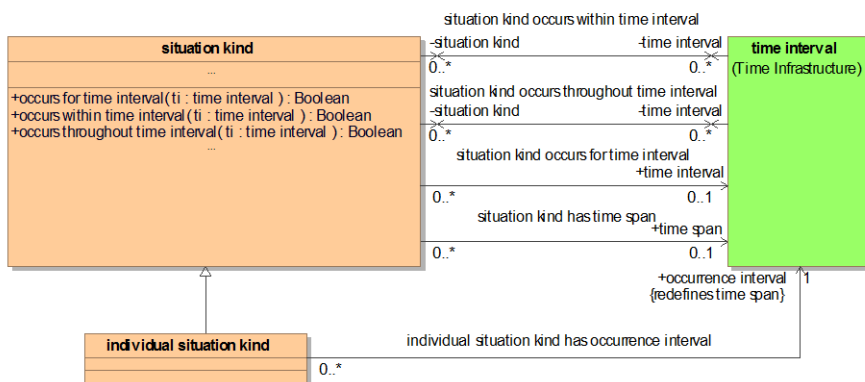 situation kind occurs within time interval
situation kind
-situation kind
-time interval
time interval
...
0..*
0..*
(Time Infrastructure)
+occurs for time interval( ti : time interval ) : Boolean
situation kind occurs throughout time interval
+occurs within time interval( ti : time interval ) : Boolean
-situation kind
-time interval
+occurs throughout time interval( ti : time interval ) : Boolean
0..*
0..*
...
situation kind occurs for time interval
+time interval
0..*
0..1
situation kind has time span
+time span
0..*
0..1
+occurrence interval
1
{redefines time span}
individual situation kind
individual situation kind has occurrence interval
0..*